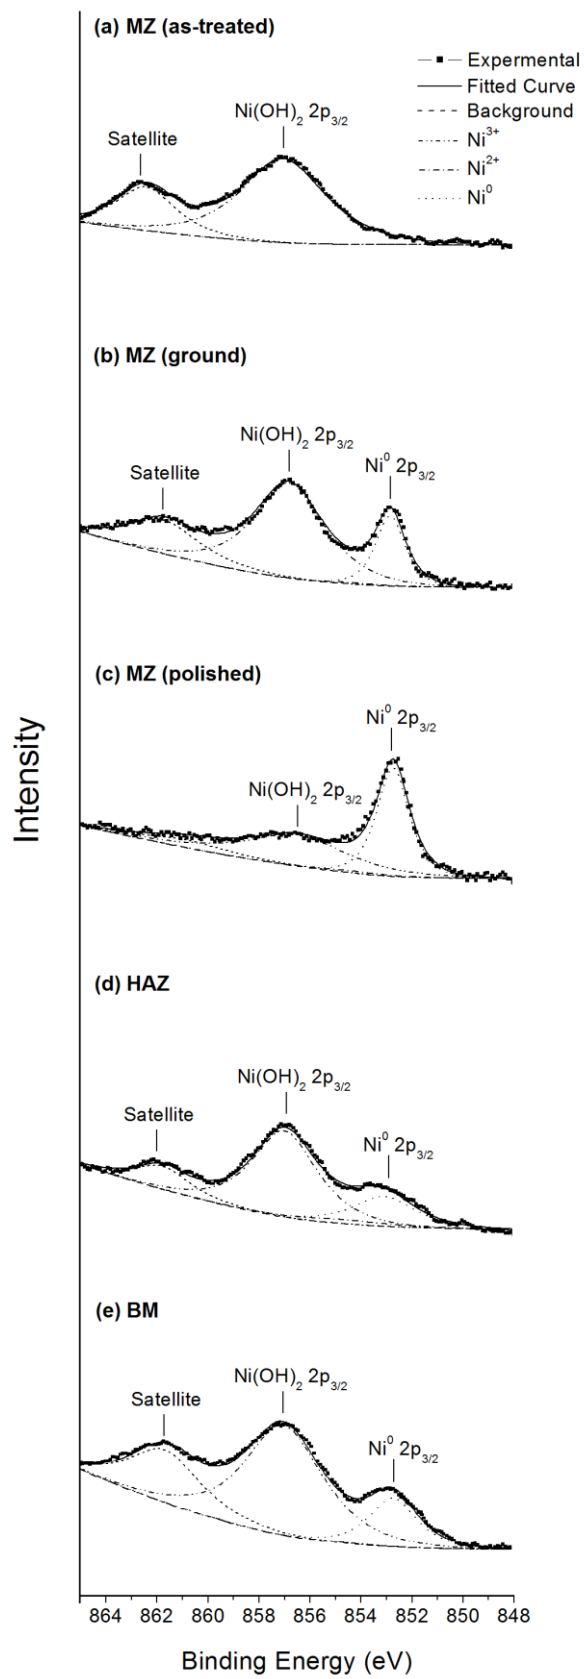 (a) MZ (as-treated)
Expermental
Fitted Curve
Background
Ni³⁺
Ni²⁺
Ni⁰
Ni(OH)₂ 2p₃/₂
Satellite
(b) MZ (ground)
Ni(OH)₂ 2p₃/₂
Ni⁰ 2p₃/₂
Satellite
(c) MZ (polished)
Ni⁰ 2p₃/₂
Ni(OH)₂ 2p₃/₂
Intensity
(d) HAZ
Ni(OH)₂ 2p₃/₂
Satellite
Ni⁰ 2p₃/₂
(e) BM
Ni(OH)₂ 2p₃/₂
Satellite
Ni⁰ 2p₃/₂
864 862 860 858 856 854 852 850 848
Binding Energy (eV)